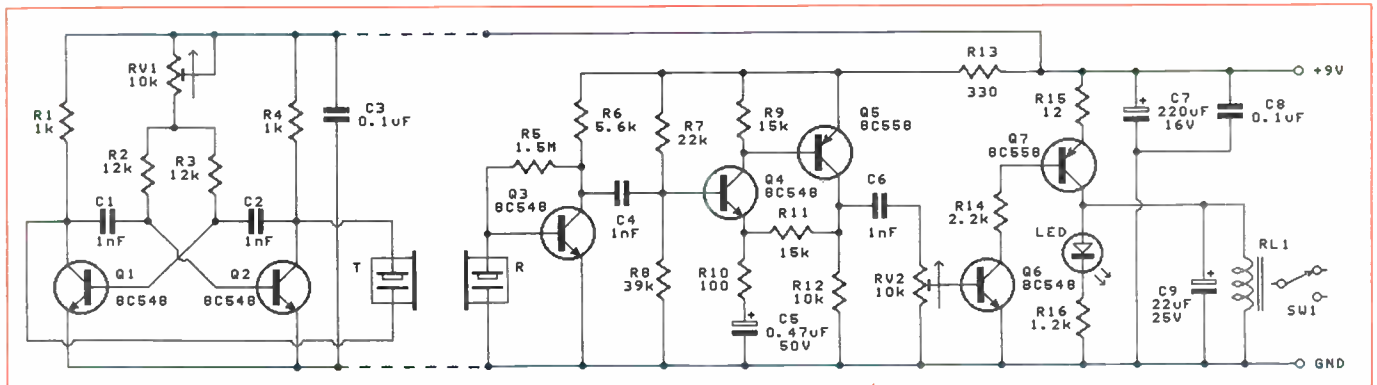 RV1
10k
R1
1k
R4
1k
C3
0.1uF
R2
12k
R3
12k
C1
1nF
C2
1nF
Q1
BC548
Q2
BC548
T
R
R5
1.5M
R6
5.6k
Q3
BC548
C4
1nF
R7
22k
R8
39k
R9
15k
Q4
BC548
R10
100
R11
15k
C5
0.47uF
50V
Q5
BC558
R12
10k
C6
1nF
RV2
10k
R13
330
R14
2.2k
Q6
BC548
Q7
BC558
R15
12
LED
R16
1.2k
C7
220uF
16V
C8
0.1uF
C9
22uF
25V
RL1
SW1
+9V
GND
+
+
+